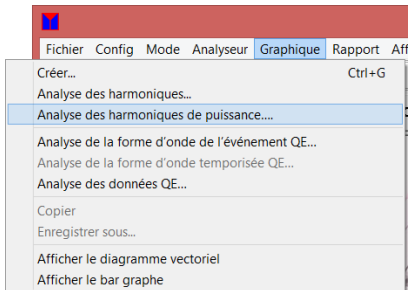 Fichier Config Mode Analyseur Graphique Rapport Aff
Créer... Ctrl+G
Analyse des harmoniques...
Analyse des harmoniques de puissance....
Analyse de la forme d'onde de l'événement QE...
Analyse de la forme d'onde temporisée QE...
Analyse des données QE...
Copier
Enregistrer sous...
Afficher le diagramme vectoriel
Afficher le bar graphe